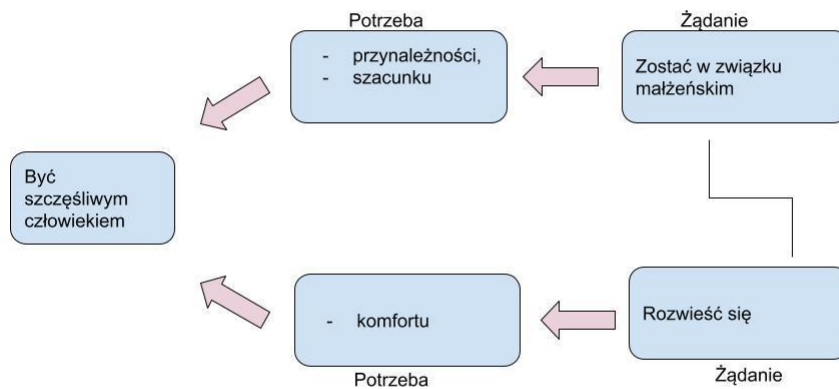 Potrzeba
- przynależności,
- szacunku
Żądanie
Zostać w związku
małżeńskim
Być
szczęśliwym
człowiekiem
- komfortu
Potrzeba
Rozwieść się
Żądanie